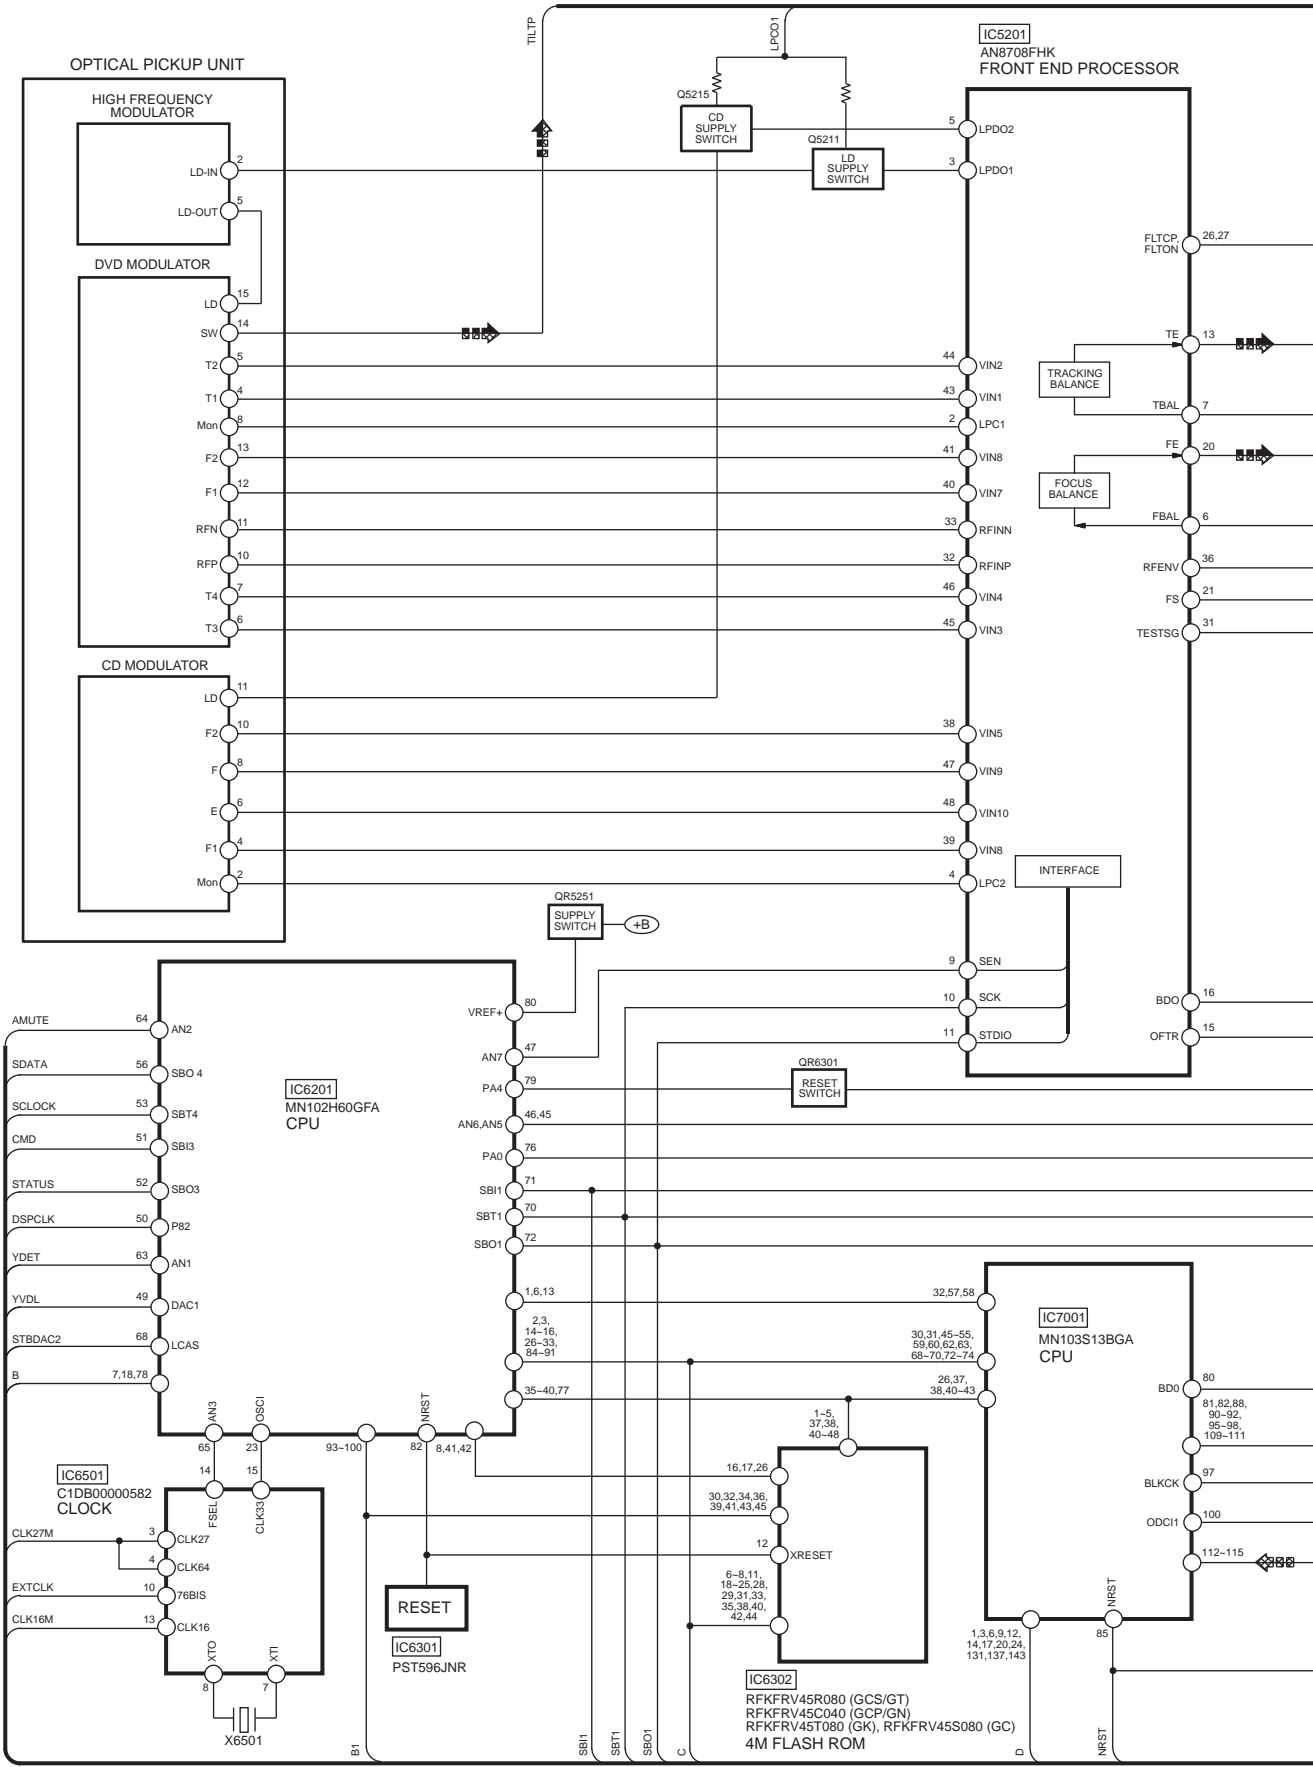 TILTP
LPCO1
IC5201
AN8708FHK
FRONT END PROCESSOR
OPTICAL PICKUP UNIT
HIGH FREQUENCY
MODULATOR
2
LD-IN
5
LD-OUT
Q5215
CD
SUPPLY
SWITCH
Q5211
LD
SUPPLY
SWITCH
5
LPDO2
3
LPDO1
FLTCP,
FLTON
26,27
DVD MODULATOR
15
LD
14
SW
5
T2
4
T1
8
Mon
13
F2
12
F1
11
RFN
10
RFP
7
T4
6
T3
44
VIN2
43
VIN1
2
LPC1
41
VIN8
40
VIN7
33
RFINN
32
RFINP
46
VIN4
45
VIN3
TE
13
TRACKING
BALANCE
TBAL
7
FE
20
FOCUS
BALANCE
FBAL
6
RFENV
36
FS
21
TESTSG
31
CD MODULATOR
11
LD
10
F2
8
F
6
E
4
F1
2
Mon
38
VIN5
47
VIN9
48
VIN10
39
VIN8
4
LPC2
INTERFACE
QR5251
SUPPLY
SWITCH
+B
9
SEN
10
SCK
11
STDIO
BDO
16
OFTR
15
AMUTE
64
AN2
SDATA
56
SBO 4
SCLOCK
53
SBT4
CMD
51
SBI3
STATUS
52
SBO3
DSPCLK
50
P82
YDET
63
AN1
YVDL
49
DAC1
STBDAC2
68
LCAS
B
7,18,78
IC6201
MN102H60GFA
CPU
VREF+
80
AN7
47
PA4
79
AN6,AN5
46,45
PA0
76
SBI1
71
SBT1
70
SBO1
72
1,6,13
2,3,
14~16,
26~33,
84~91
35~40,77
QR6301
RESET
SWITCH
32,57,58
30,31,45~55,
59,60,62,63,
68~70,72~74
26,37,
38,40~43
IC7001
MN103S13BGA
CPU
BD0
80
81,82,88,
90~92,
95~98,
109~111
BLKCK
97
ODCI1
100
112~115
NRST
85
1,3,6,9,12,
14,17,20,24,
131,137,143
AN3
65
OSCI
23
93~100
NRST
82
8,41,42
IC6501
C1DB00000582
CLOCK
14
FSEL
15
CLK33
CLK27M
3
CLK27
4
CLK64
EXTCLK
10
76BIS
CLK16M
13
CLK16
XTO
8
XTI
7
X6501
RESET
IC6301
PST596JNR
1~5,
37,38,
40~48
16,17,26
30,32,34,36,
39,41,43,45
12
XRESET
6~8,11,
18~25,28,
29,31,33,
35,38,40,
42,44
IC6302
RFKFRV45R080 (GCS/GT)
RFKFRV45C040 (GCP/GN)
RFKFRV45T080 (GK), RFKFRV45S080 (GC)
4M FLASH ROM
B1
SBI1
SBT1
SBO1
C
D
NRST